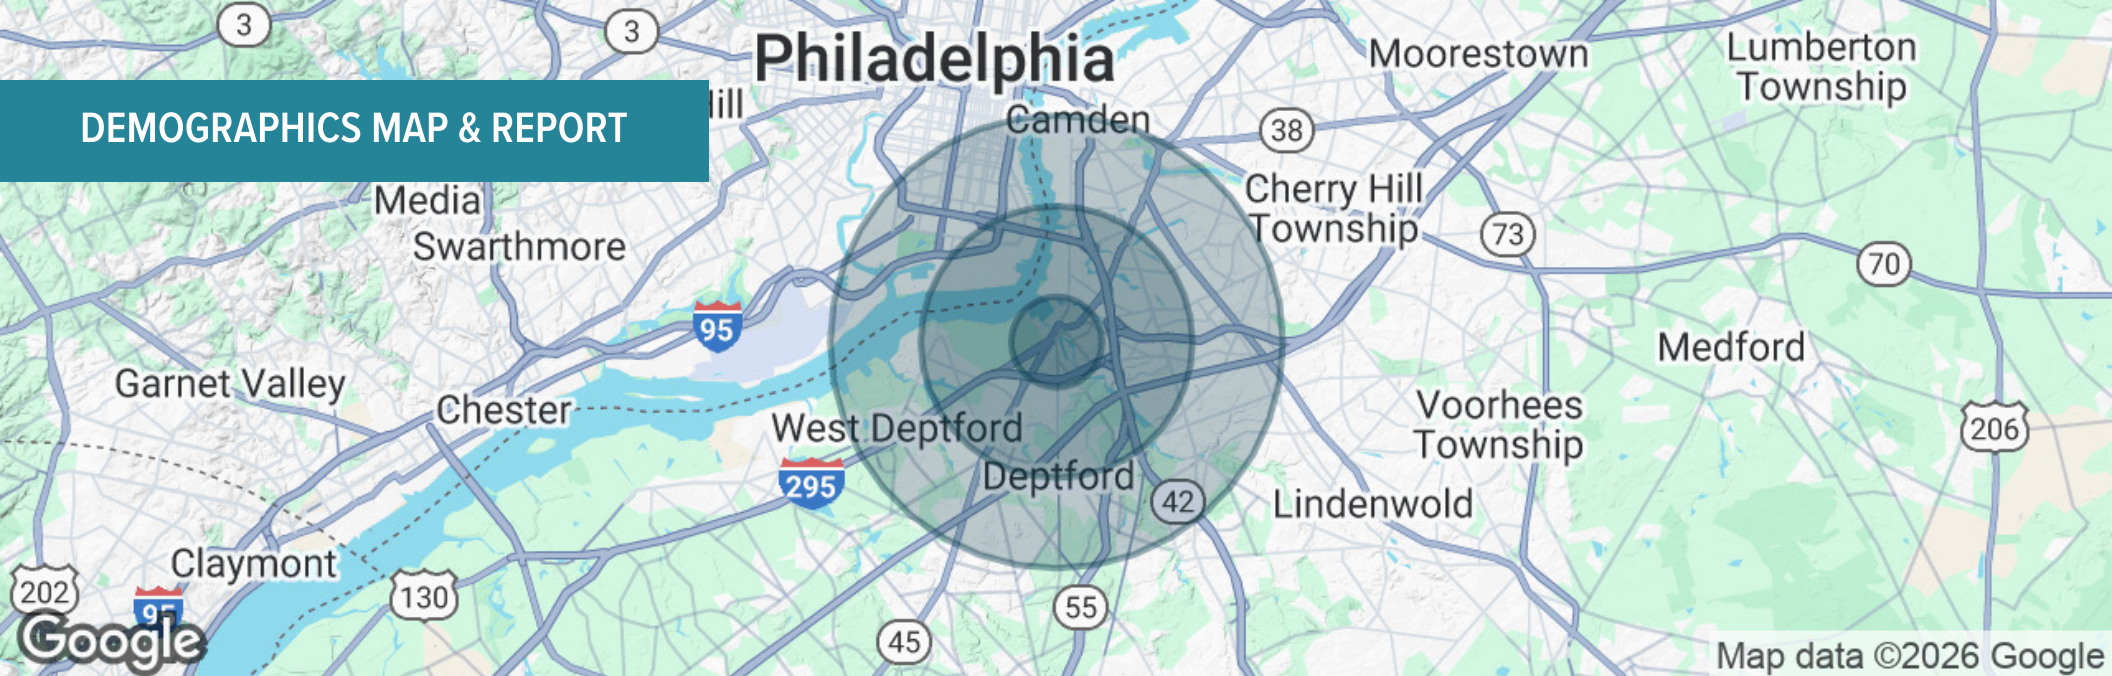 3
3
Philadelphia
Moorestown
Lumberton
Township
DEMOGRAPHICS MAP & REPORT
Camden
38
Media
Swarthmore
Cherry Hill
Township
73
70
95
Garnet Valley
Medford
Chester
West Deptford
Voorhees
Township
206
Deptford
295
42
Lindenwold
Claymont
202
95
130
55
45
Google
Map data ©2026 Google